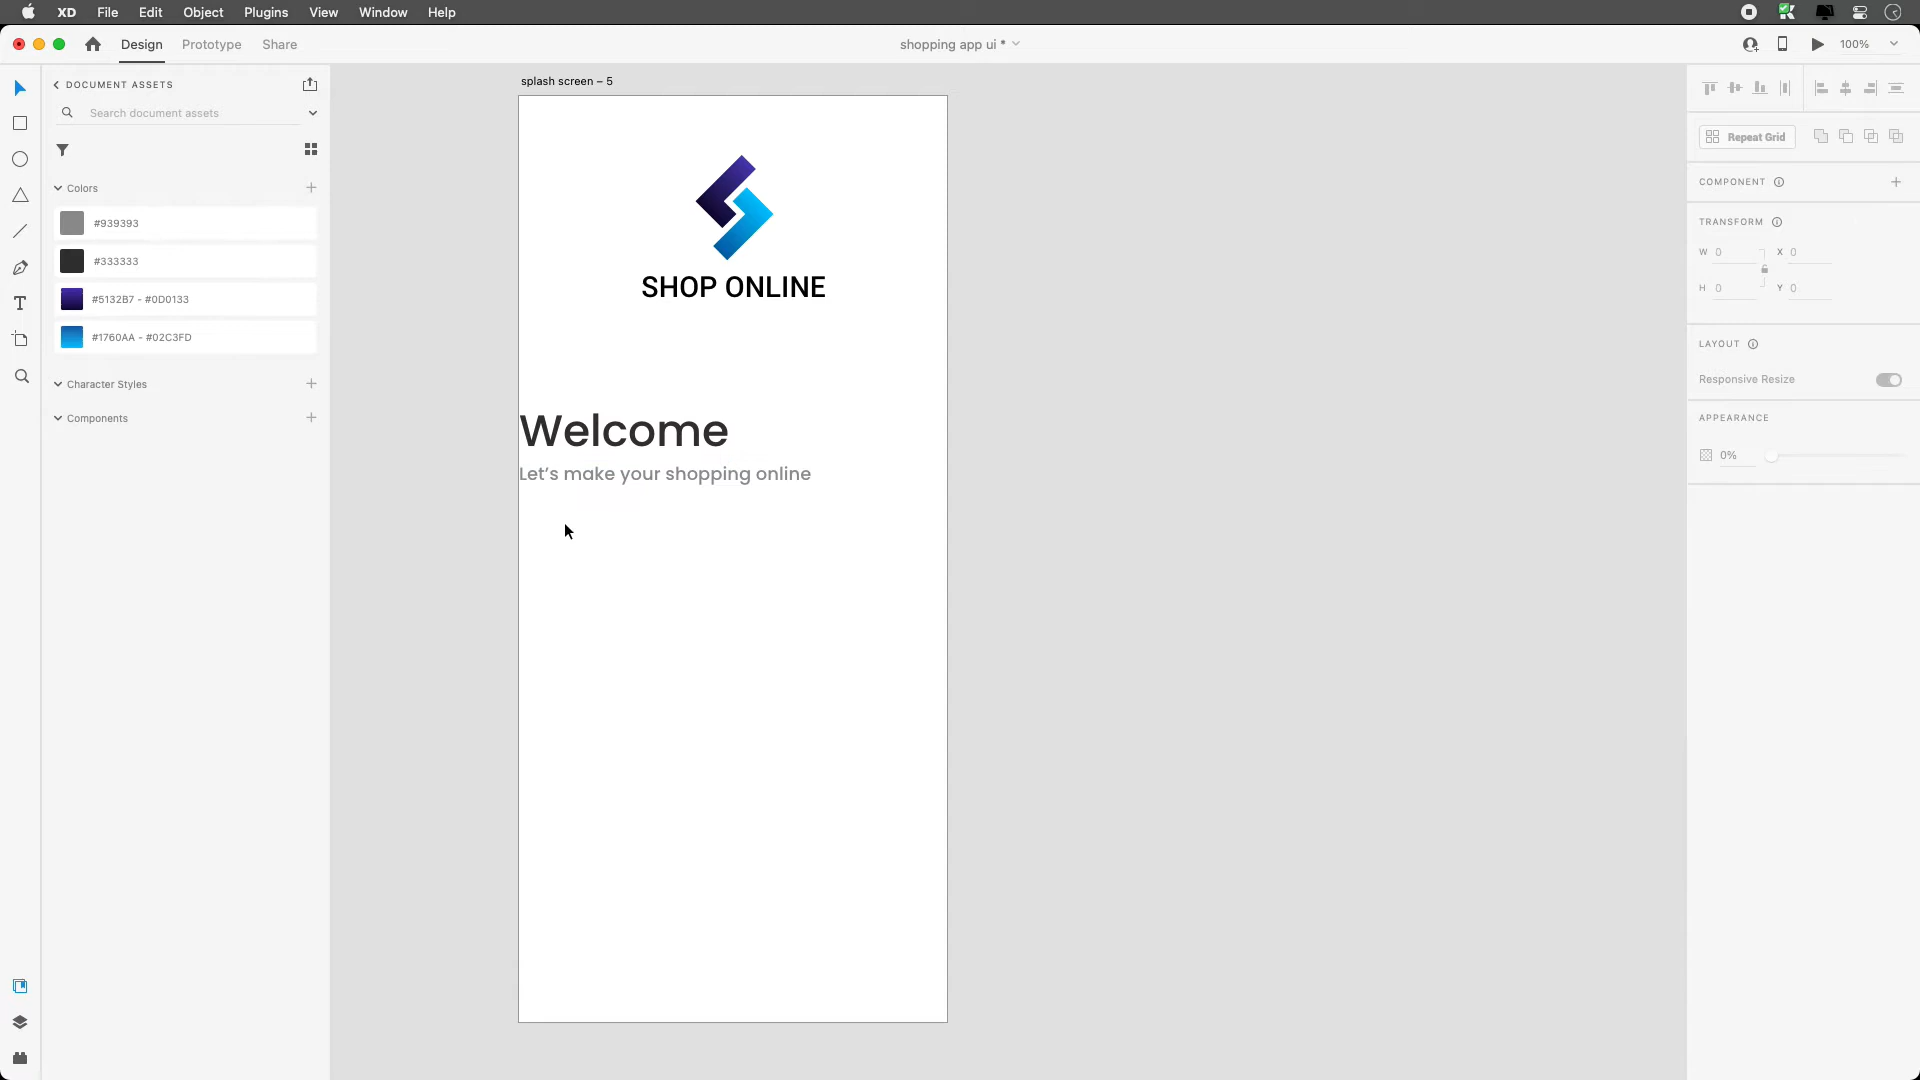 XD File Edit Object Plugins View Window Help
Design Prototype Share
shopping app ui *
100%
DOCUMENT ASSETS
Search document assets
Colors
#939393
#333333
#5132B7 - #0D0133
#1760AA - #02C3FD
Character Styles
Components
splash screen – 5
SHOP ONLINE
Welcome
Let's make your shopping online
Repeat Grid
COMPONENT
TRANSFORM
W 0 X 0
H 0 Y 0
LAYOUT
Responsive Resize
APPEARANCE
0%